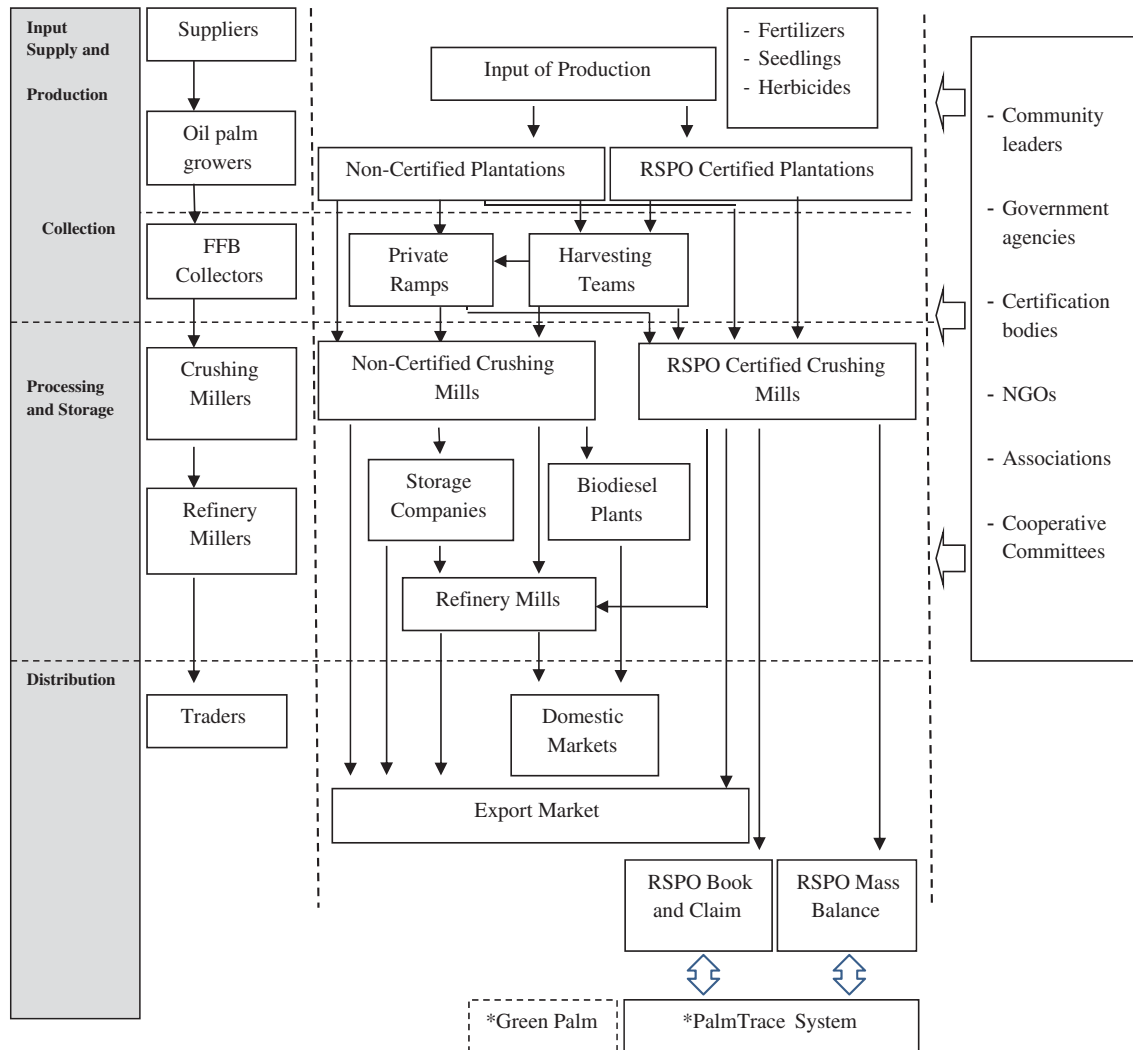 Input
Supply and
Production
Suppliers
Oil palm
growers
Input of Production
- Fertilizers
- Seedlings
- Herbicides
Non-Certified Plantations
RSPO Certified Plantations
Collection
FFB
Collectors
Private
Ramps
Harvesting
Teams
Processing
and Storage
Crushing
Millers
Non-Certified Crushing
Mills
RSPO Certified Crushing
Mills
Refinery
Millers
Storage
Companies
Biodiesel
Plants
Refinery Mills
Distribution
Traders
Domestic
Markets
Export Market
RSPO Book
and Claim
RSPO Mass
Balance
*Green Palm
*PalmTrace System
- Community
leaders
- Government
agencies
- Certification
bodies
- NGOs
- Associations
- Cooperative
Committees